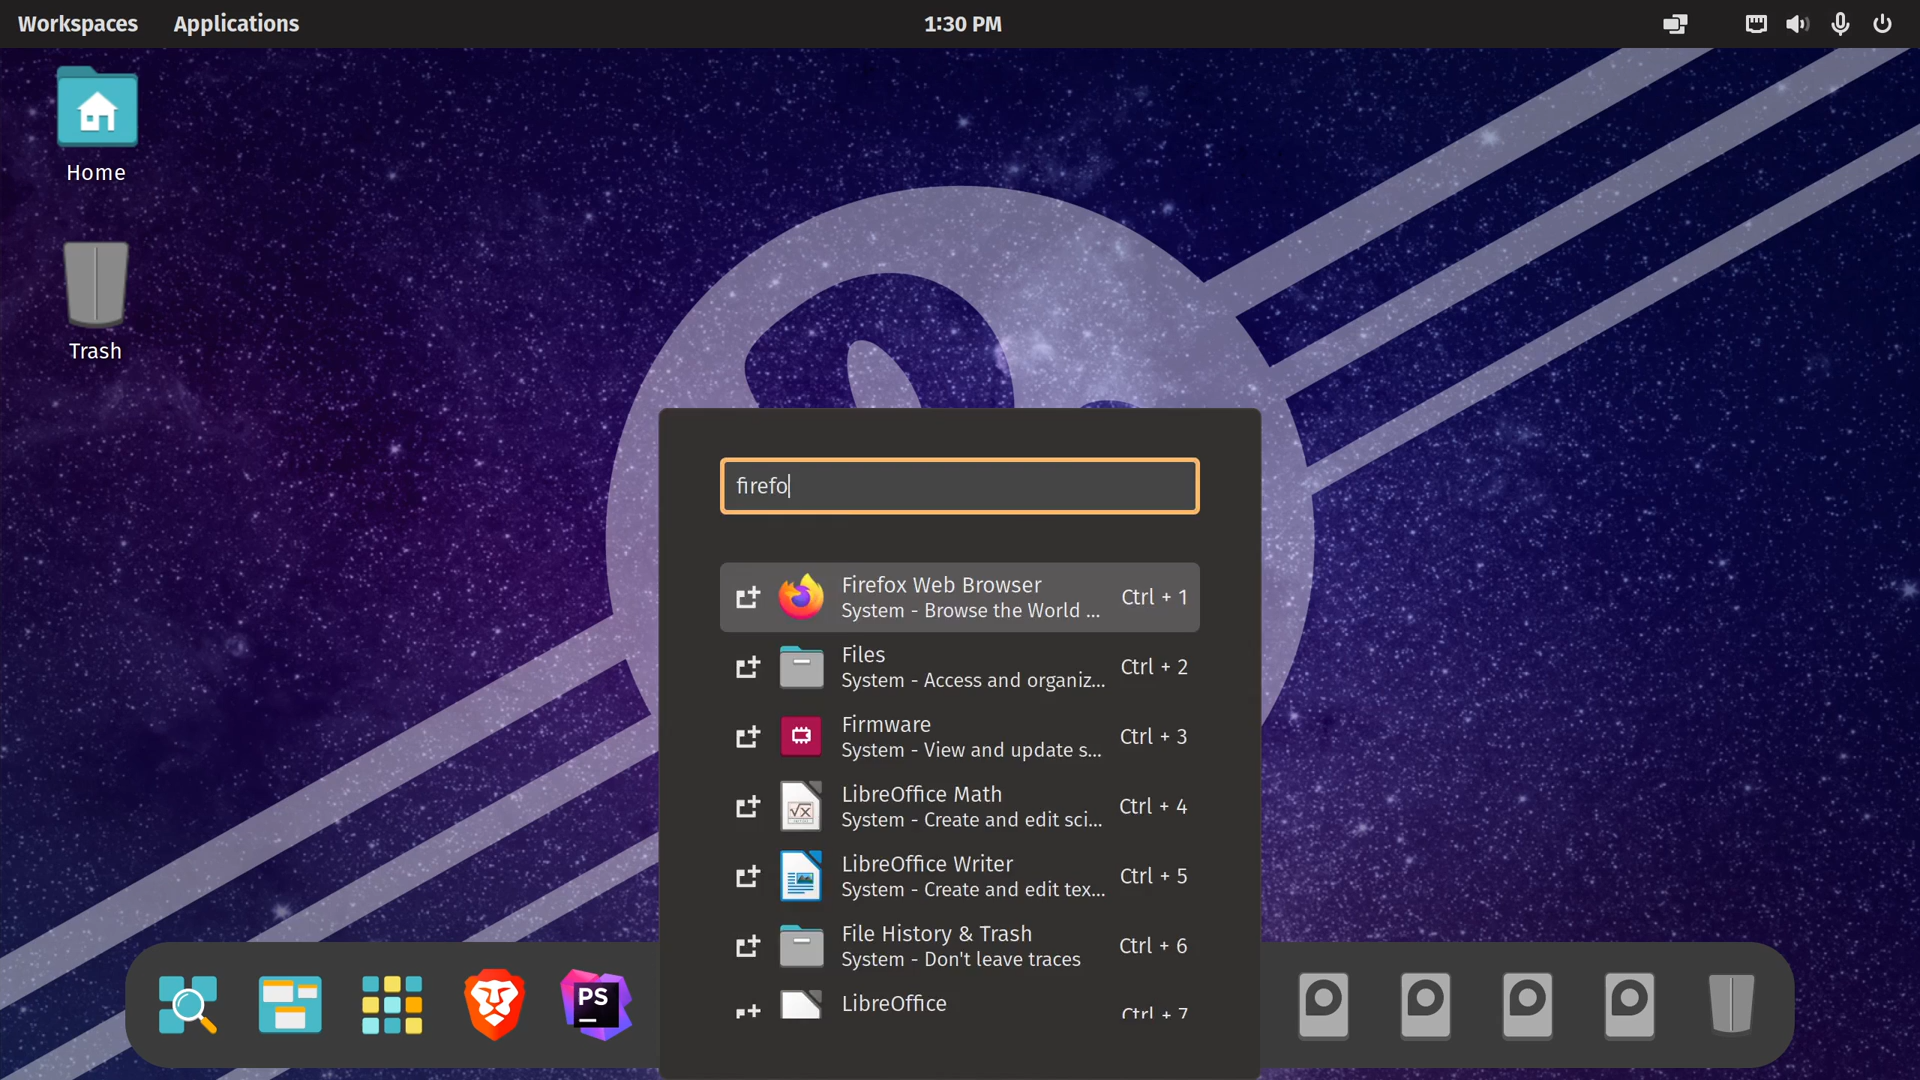 Workspaces Applications 1:30 PM
Home
Trash
firefo
Firefox Web Browser
System - Browse the World ... Ctrl + 1
Files
System - Access and organiz... Ctrl + 2
Firmware
System - View and update s... Ctrl + 3
LibreOffice Math
System - Create and edit sci... Ctrl + 4
LibreOffice Writer
System - Create and edit tex... Ctrl + 5
File History & Trash
System - Don't leave traces Ctrl + 6
LibreOffice
Ctrl + 7
PS